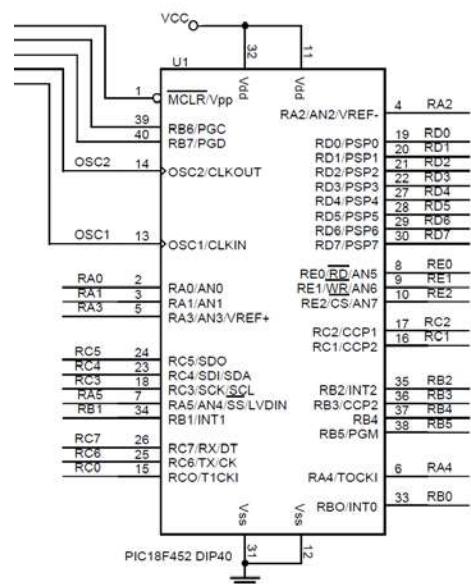 VCC
U1
32 11
Vdd Vdd
1 MCLR/Vpp
39 RB6/PGC
40 RB7/PGD
OSC2 14 OSC2/CLKOUT
OSC1 13 OSC1/CLKIN
RA0 2 RA0/AN0
RA1 3 RA1/AN1
RA3 5 RA3/AN3/VREF+
RC5 24 RC5/SDO
RC4 23 RC4/SDI/SDA
RC3 18 RC3/SCK/SCL
RA5 7 RA5/AN4/SS/LVDIN
RB1 34 RB1/INT1
RC7 26 RC7/RX/DT
RC6 25 RC6/TX/CK
RC0 15 RCO/T1CKI
RA2/AN2/VREF- 4 RA2
RD0/PSP0 19 RD0
RD1/PSP1 20 RD1
RD2/PSP2 21 RD2
RD3/PSP3 22 RD3
RD4/PSP4 27 RD4
RD5/PSP5 28 RD5
RD6/PSP6 29 RD6
RD7/PSP7 30 RD7
RE0/RD/AN5 8 RE0
RE1/WR/AN6 9 RE1
RE2/CS/AN7 10 RE2
RC2/CCP1 17 RC2
RC1/CCP2 16 RC1
RB2/INT2 35 RB2
RB3/CCP2 36 RB3
RB4 37 RB4
RB5/PGM 38 RB5
RA4/TOCKI 6 RA4
RBO/INT0 33 RB0
Vss Vss
31 12
PIC18F452 DIP40